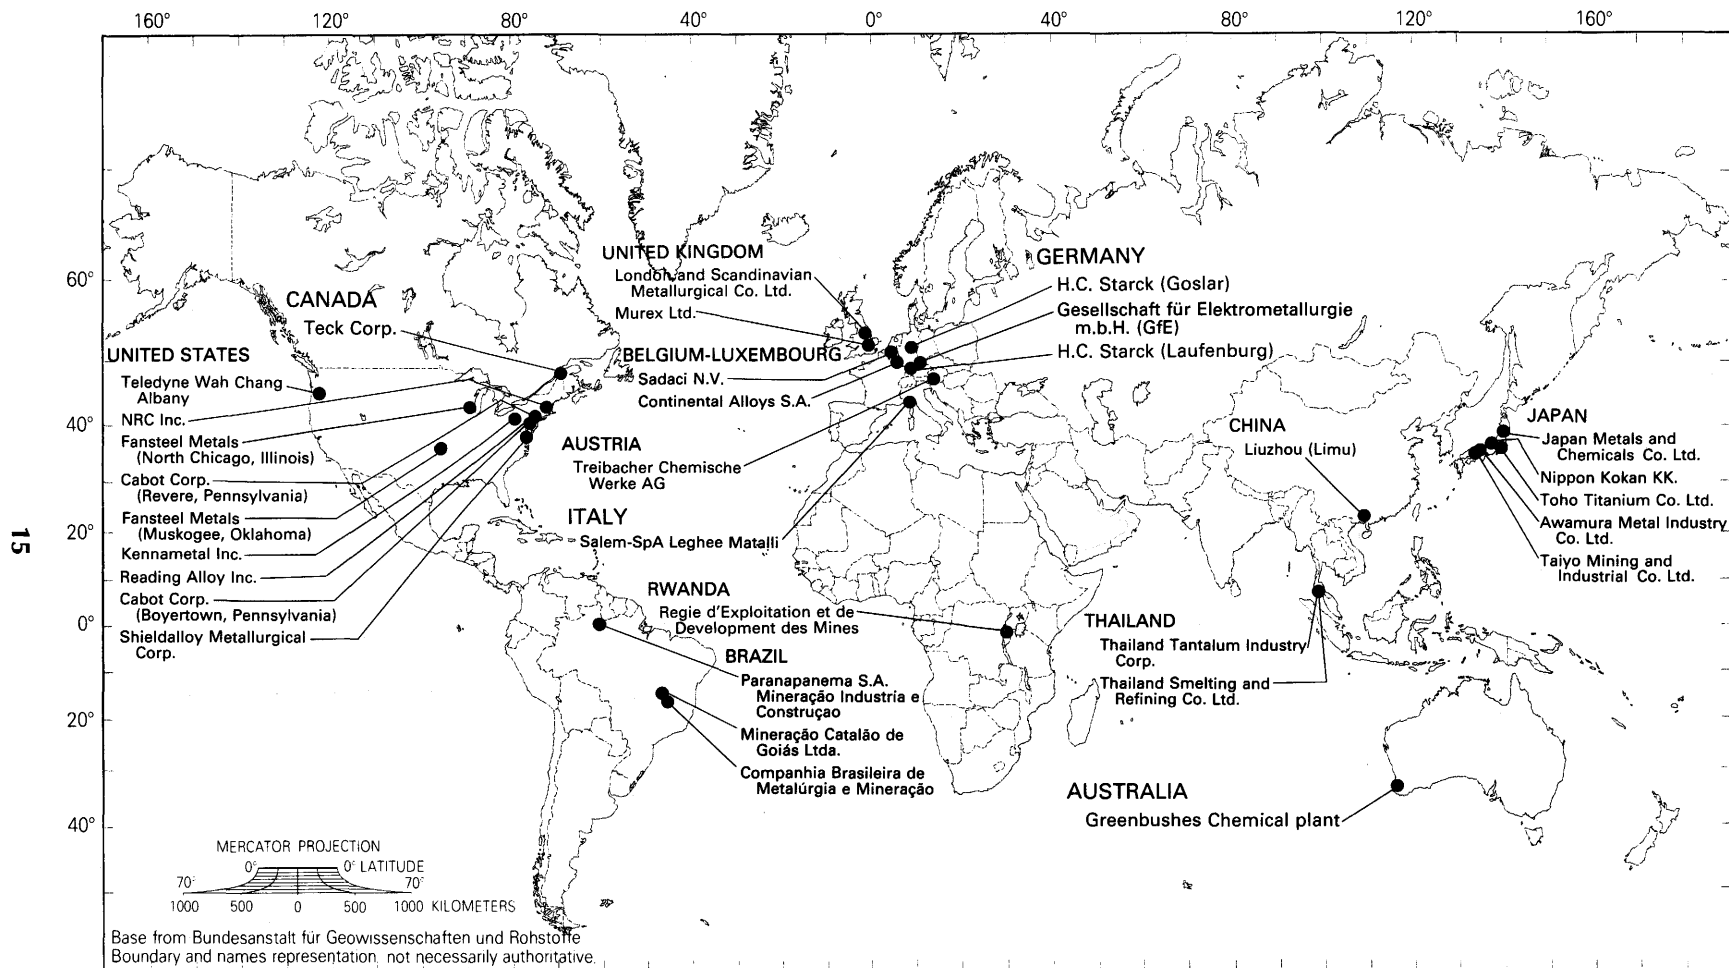 160° 120° 80° 40° 0° 40° 80° 120° 160°
60°
40°
20°
0°
20°
40°
15
CANADA
Teck Corp.
UNITED STATES
Teledyne Wah Chang
Albany
NRC Inc.
Fansteel Metals
(North Chicago, Illinois)
Cabot Corp.
(Revere, Pennsylvania)
Fansteel Metals
(Muskogee, Oklahoma)
Kennametal Inc.
Reading Alloy Inc.
Cabot Corp.
(Boyertown, Pennsylvania)
Shieldalloy Metallurgical
Corp.
UNITED KINGDOM
London and Scandinavian
Metallurgical Co. Ltd.
Murex Ltd.
BELGIUM-LUXEMBOURG
Sadaci N.V.
Continental Alloys S.A.
AUSTRIA
Treibacher Chemische
Werke AG
ITALY
Salem-SpA Leghee Matalli
RWANDA
Regie d'Exploitation et de
Development des Mines
BRAZIL
Paranapanema S.A.
Mineração Industria e
Construçao
Mineração Catalão de
Goiás Ltda.
Companhia Brasileira de
Metalúrgia e Mineração
GERMANY
H.C. Starck (Goslar)
Gesellschaft für Elektrometallurgie
m.b.H. (GfE)
H.C. Starck (Laufenburg)
CHINA
Liuzhou (Limu)
JAPAN
Japan Metals and
Chemicals Co. Ltd.
Nippon Kokan KK.
Toho Titanium Co. Ltd.
Awamura Metal Industry
Co. Ltd.
Taiyo Mining and
Industrial Co. Ltd.
THAILAND
Thailand Tantalum Industry
Corp.
Thailand Smelting and
Refining Co. Ltd.
AUSTRALIA
Greenbushes Chemical plant
MERCATOR PROJECTION
0° 0° LATITUDE
70° 70°
1000 500 0 500 1000 KILOMETERS
Base from Bundesanstalt für Geowissenschaften und Rohstoffe
Boundary and names representation not necessarily authoritative.